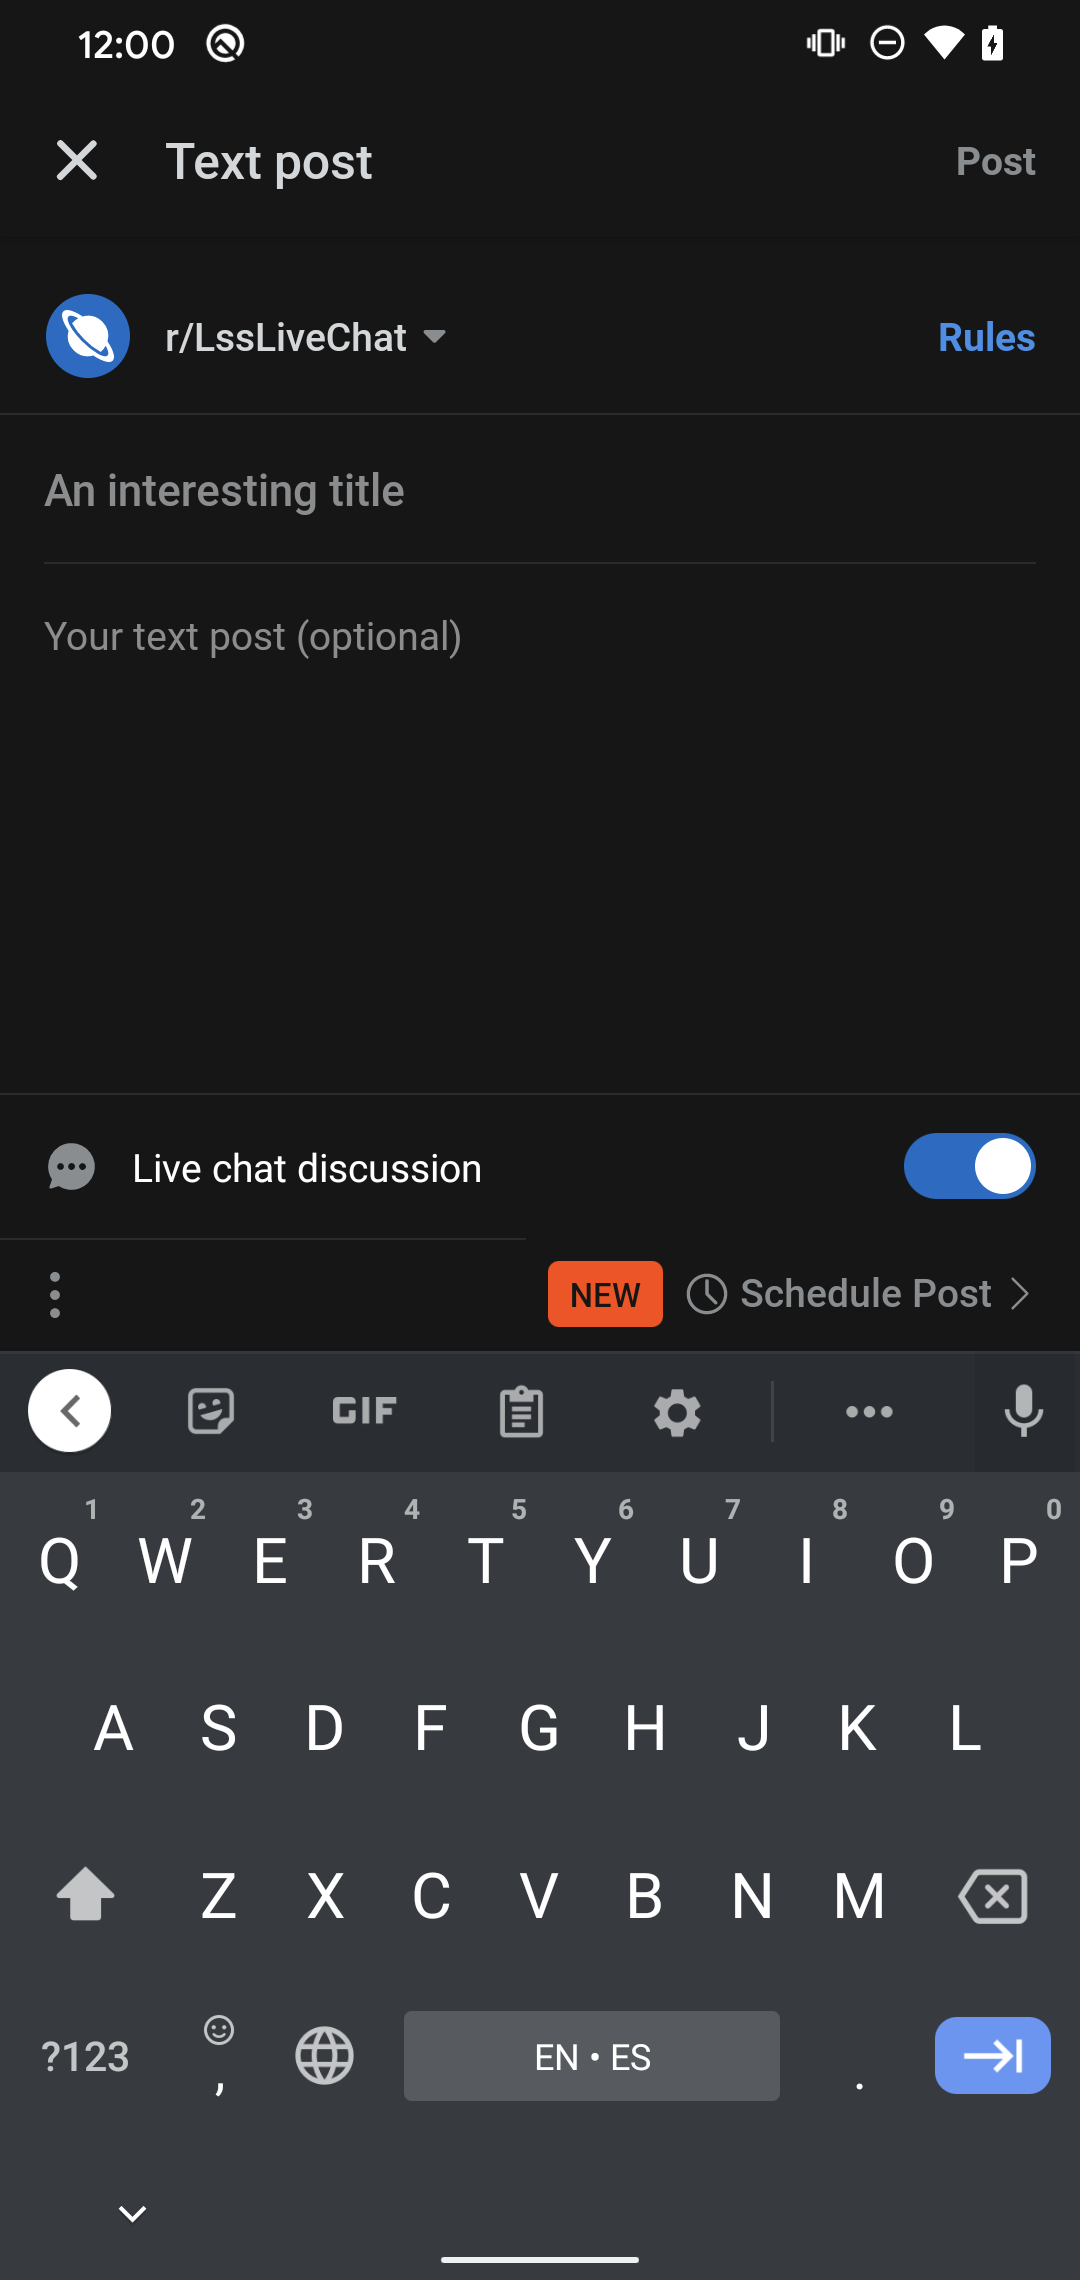 12:00
Text post
Post
r/LssLiveChat
Rules
An interesting title
Your text post (optional)
Live chat discussion
NEW Schedule Post
GIF
1 2 3 4 5 6 7 8 9 0
Q W E R T Y U I O P
A S D F G H J K L
Z X C V B N M
?123 , EN • ES .